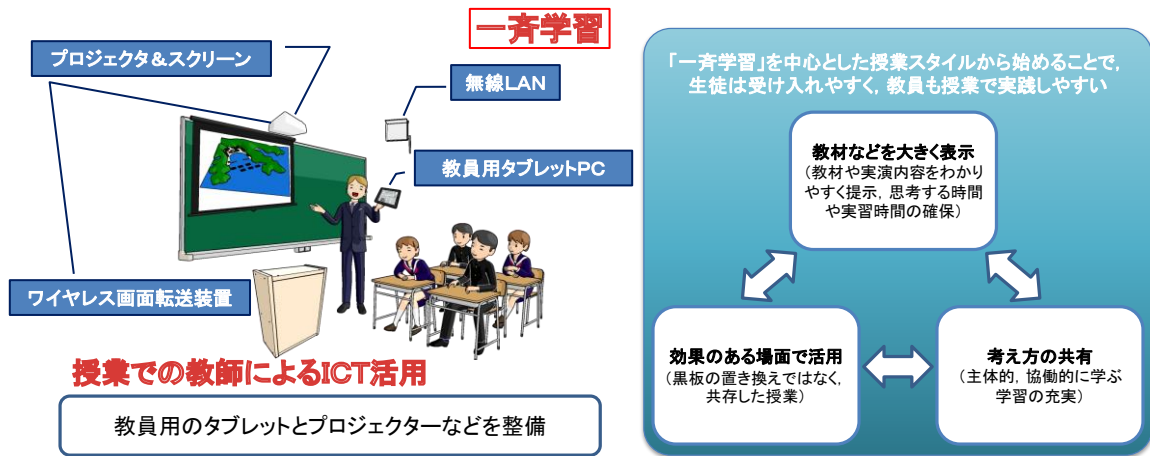 一斉学習
プロジェクタ＆スクリーン
無線LAN
教員用タブレットPC
ワイヤレス画面転送装置
授業での教師によるICT活用
教員用のタブレットとプロジェクターなどを整備
「一斉学習」を中心とした授業スタイルから始めることで，
生徒は受け入れやすく，教員も授業で実践しやすい
教材などを大きく表示
（教材や実演内容をわかり
やすく提示，思考する時間
や実習時間の確保）
効果のある場面で活用
（黒板の置き換えではなく，
共存した授業）
考え方の共有
（主体的，協働的に学ぶ
学習の充実）